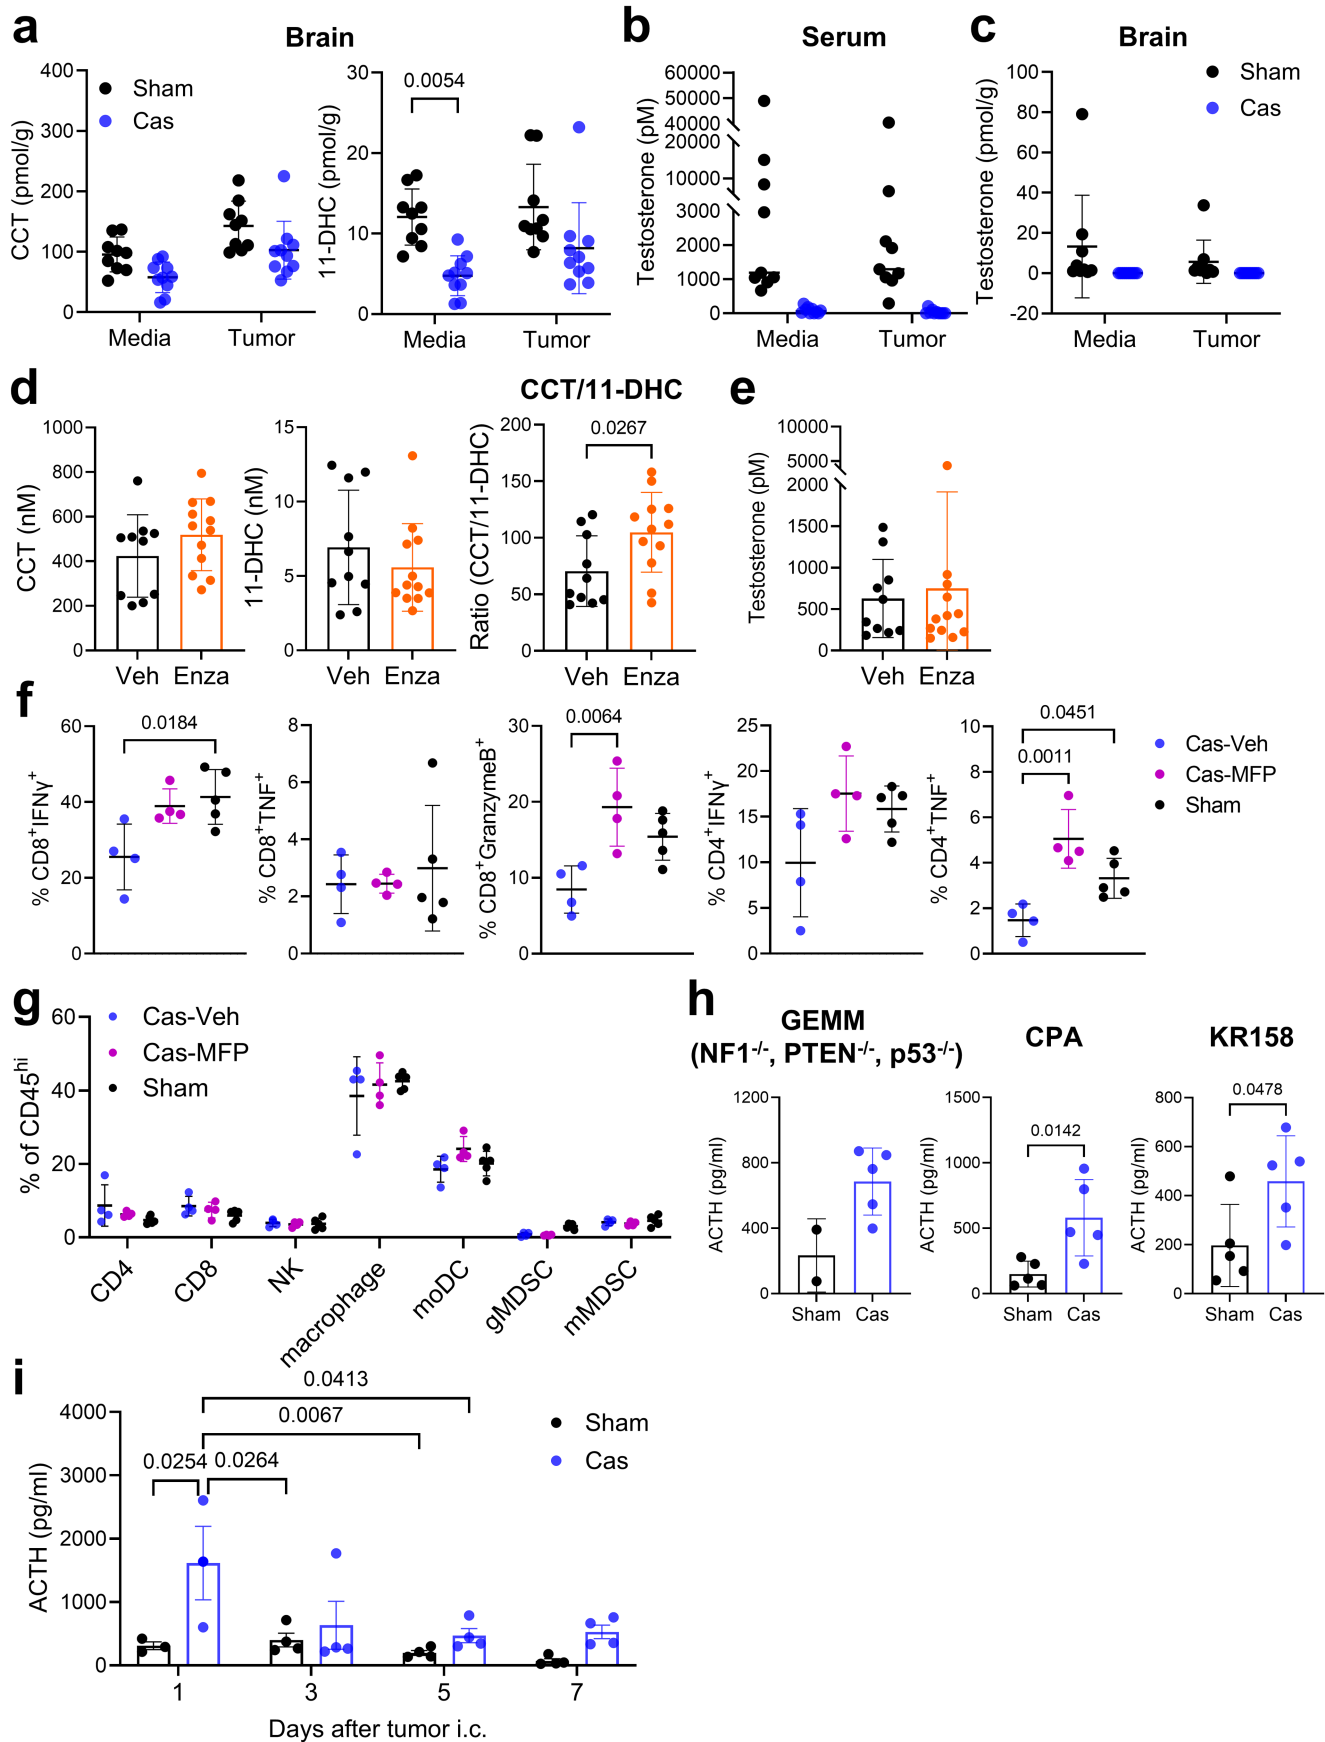 a
Brain
CCT (pmol/g)
400
300
200
100
0
Sham
Cas
Media
Tumor
11-DHC (pmol/g)
30
20
10
0
0.0054
Media
Tumor
b
Serum
Testosterone (pM)
60000
50000
40000
20000
10000
3000
2000
1000
0
Media
Tumor
c
Brain
Testosterone (pmol/g)
100
80
60
40
20
0
-20
Sham
Cas
Media
Tumor
d
CCT (nM)
1000
800
600
400
200
0
Veh Enza
11-DHC (nM)
15
10
5
0
Veh Enza
CCT/11-DHC
Ratio (CCT/11-DHC)
200
150
100
50
0
0.0267
Veh Enza
e
Testosterone (pM)
10000
5000
2000
1500
1000
500
0
Veh Enza
f
% CD8⁺IFNγ⁺
60
40
20
0
0.0184
% CD8⁺TNF⁺
8
6
4
2
0
% CD8⁺GranzymeB⁺
30
20
10
0
0.0064
% CD4⁺IFNγ⁺
25
20
15
10
5
0
% CD4⁺TNF⁺
10
8
6
4
2
0
0.0451
0.0011
Cas-Veh
Cas-MFP
Sham
g
% of CD45ʰⁱ
60
40
20
0
Cas-Veh
Cas-MFP
Sham
CD4
CD8
NK
macrophage
moDC
gMDSC
mMDSC
h
GEMM
(NF1⁻/⁻, PTEN⁻/⁻, p53⁻/⁻)
ACTH (pg/ml)
1200
800
400
0
Sham Cas
CPA
ACTH (pg/ml)
1500
1000
500
0
0.0142
Sham Cas
KR158
ACTH (pg/ml)
800
600
400
200
0
0.0478
Sham Cas
i
ACTH (pg/ml)
4000
3000
2000
1000
0
0.0413
0.0067
0.0254 0.0264
Sham
Cas
1
3
5
7
Days after tumor i.c.